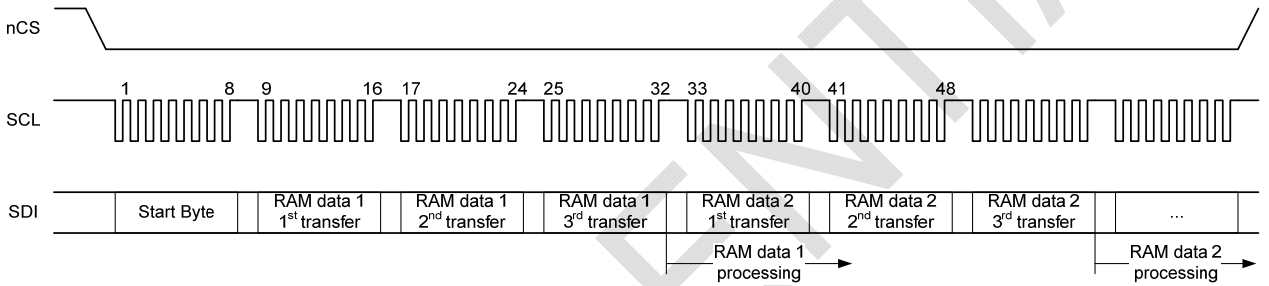 nCS
1 8 9 16 17 24 25 32 33 40 41 48
SCL
SDI
Start Byte
RAM data 1
1st transfer
RAM data 1
2nd transfer
RAM data 1
3rd transfer
RAM data 2
1st transfer
RAM data 2
2nd transfer
RAM data 2
3rd transfer
...
RAM data 1
processing
RAM data 2
processing